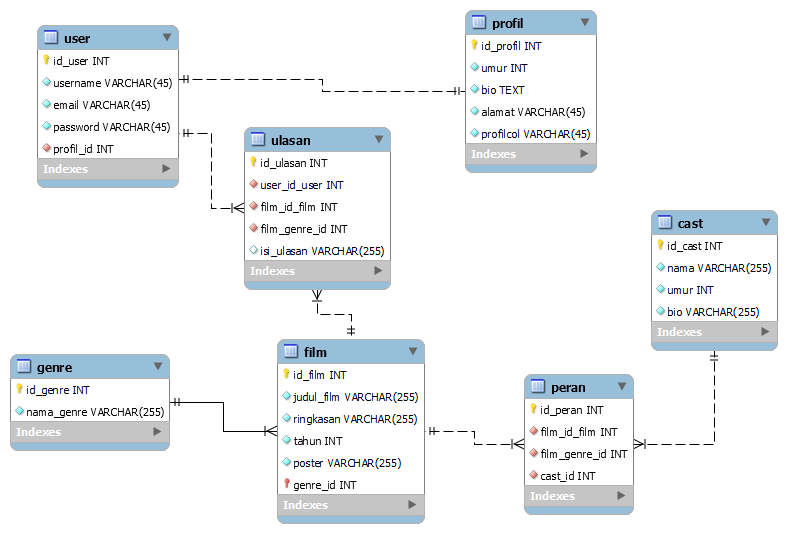 user
id_user INT
username VARCHAR(45)
email VARCHAR(45)
password VARCHAR(45)
profil_id INT
Indexes
profil
id_profil INT
umur INT
bio TEXT
alamat VARCHAR(45)
profilcol VARCHAR(45)
Indexes
ulasan
id_ulasan INT
user_id_user INT
film_id_film INT
film_genre_id INT
isi_ulasan VARCHAR(255)
Indexes
cast
id_cast INT
nama VARCHAR(255)
umur INT
bio VARCHAR(255)
Indexes
genre
id_genre INT
nama_genre VARCHAR(255)
Indexes
film
id_film INT
judul_film VARCHAR(255)
ringkasan VARCHAR(255)
tahun INT
poster VARCHAR(255)
genre_id INT
Indexes
peran
id_peran INT
film_id_film INT
film_genre_id INT
cast_id INT
Indexes